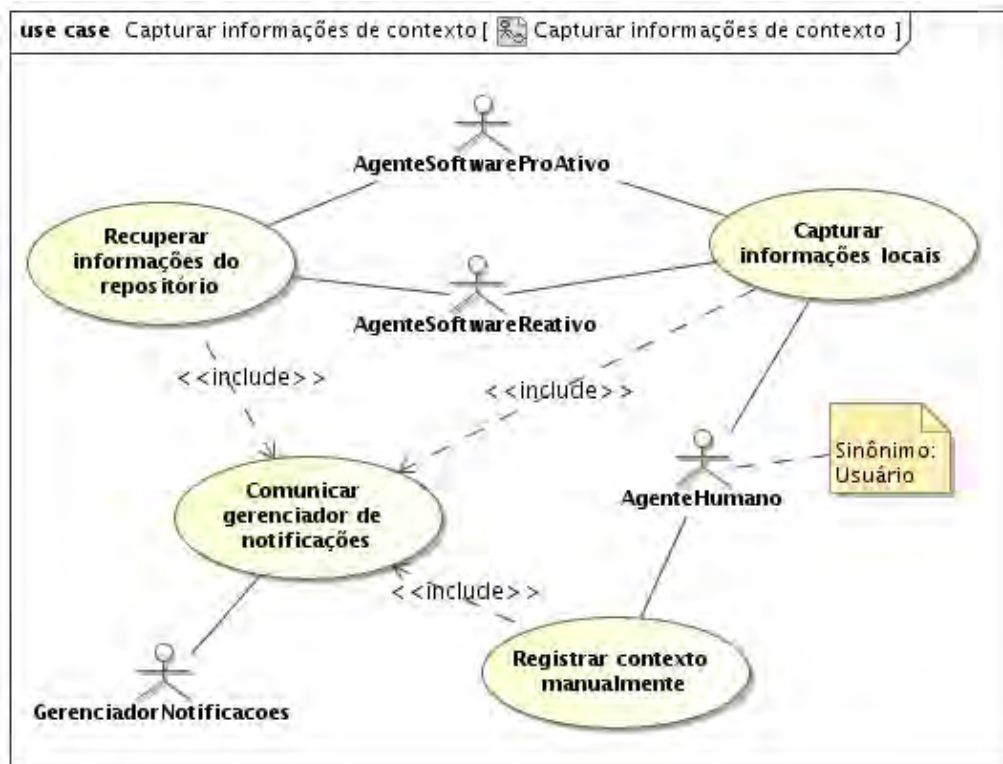 use case Capturar informações de contexto [ Capturar informações de contexto ]
AgenteSoftwareProAtivo
Recuperar
informações do
repositório
Capturar
informações locais
AgenteSoftwareReativo
<<include>>
<<include>>
Sinônimo:
Usuário
AgenteHumano
Comunicar
gerenciador de
notificações
<<include>>
Registrar contexto
manualmente
GerenciadorNotificacoes